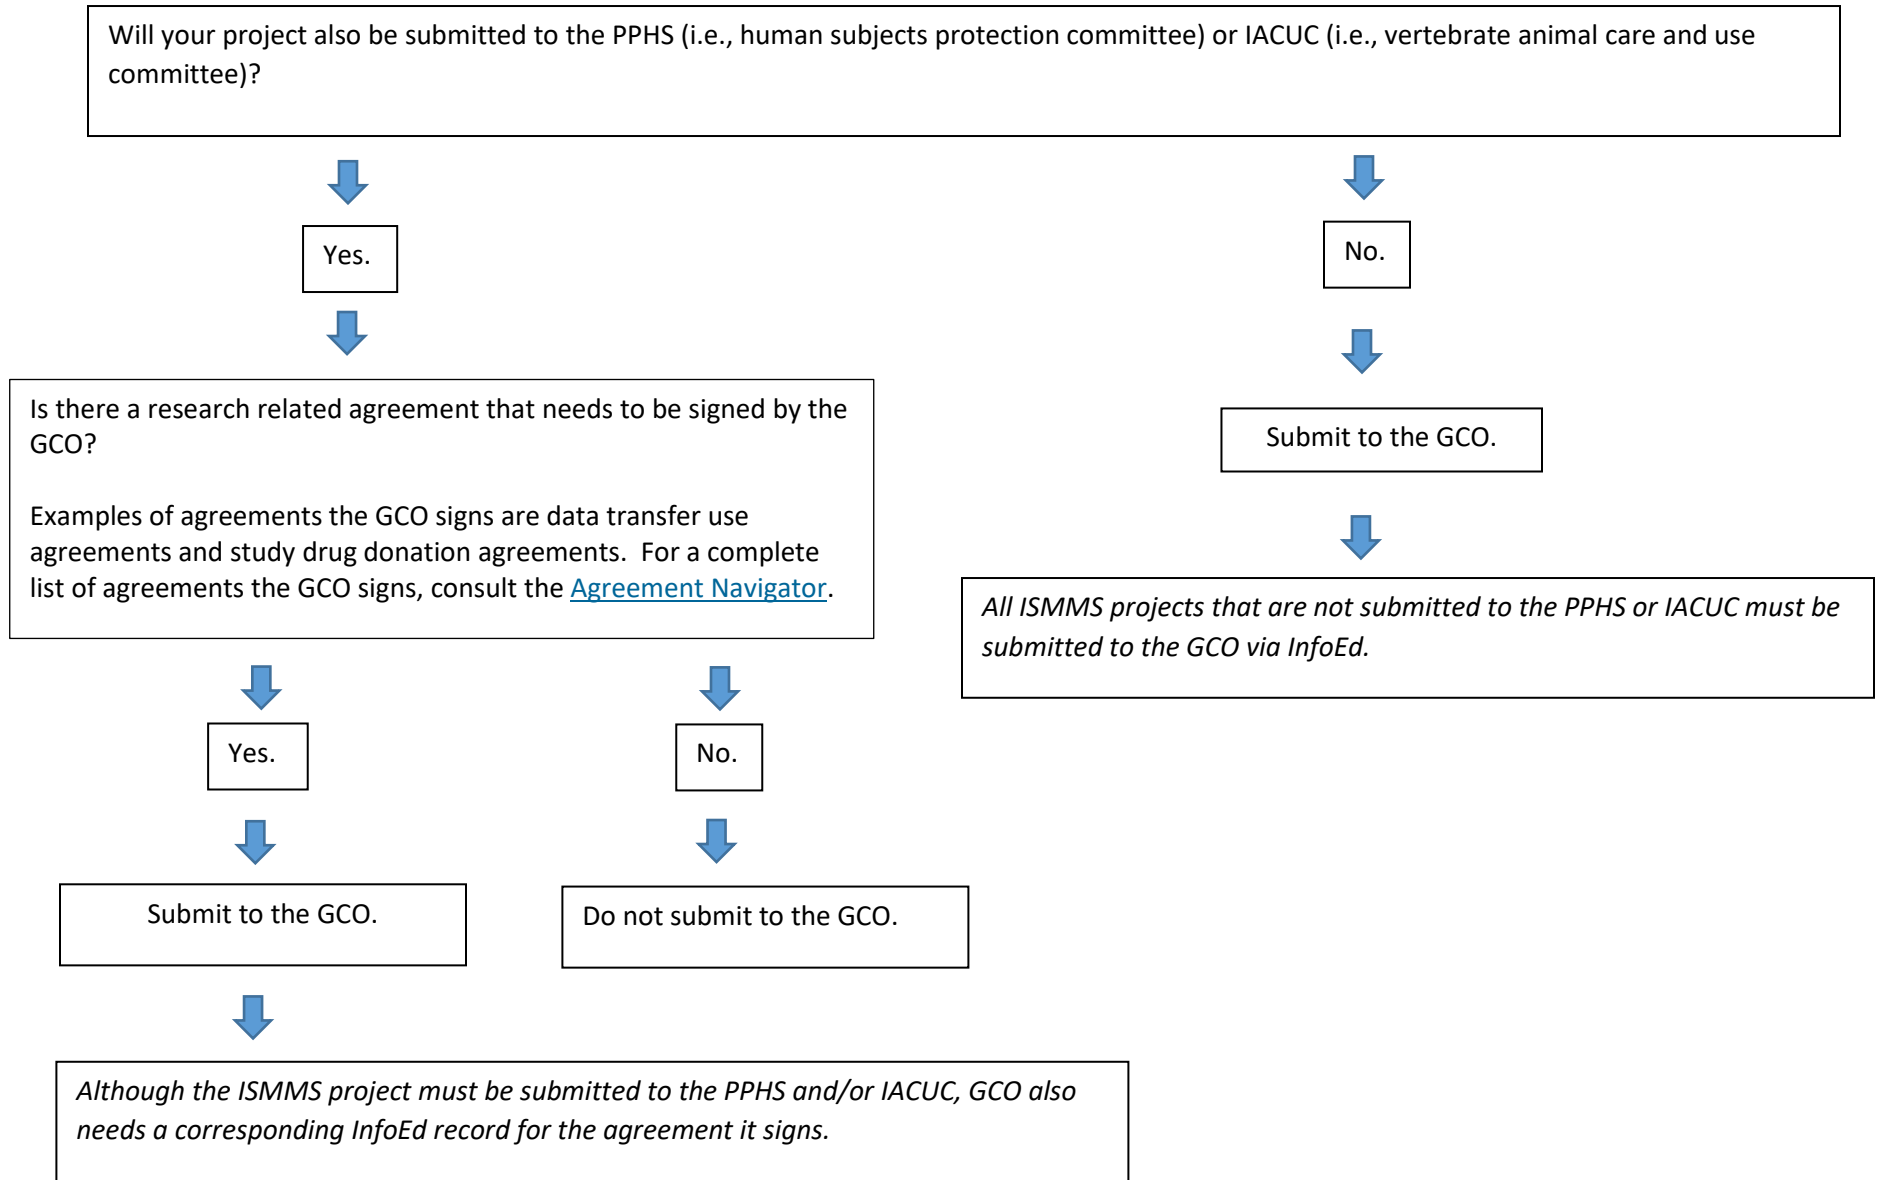 Will your project also be submitted to the PPHS (i.e., human subjects protection committee) or IACUC (i.e., vertebrate animal care and use
committee)?
Yes.
No.
Is there a research related agreement that needs to be signed by the
GCO?
Examples of agreements the GCO signs are data transfer use
agreements and study drug donation agreements.  For a complete
list of agreements the GCO signs, consult the Agreement Navigator.
Submit to the GCO.
All ISMMS projects that are not submitted to the PPHS or IACUC must be
submitted to the GCO via InfoEd.
Yes.
No.
Submit to the GCO.
Do not submit to the GCO.
Although the ISMMS project must be submitted to the PPHS and/or IACUC, GCO also
needs a corresponding InfoEd record for the agreement it signs.